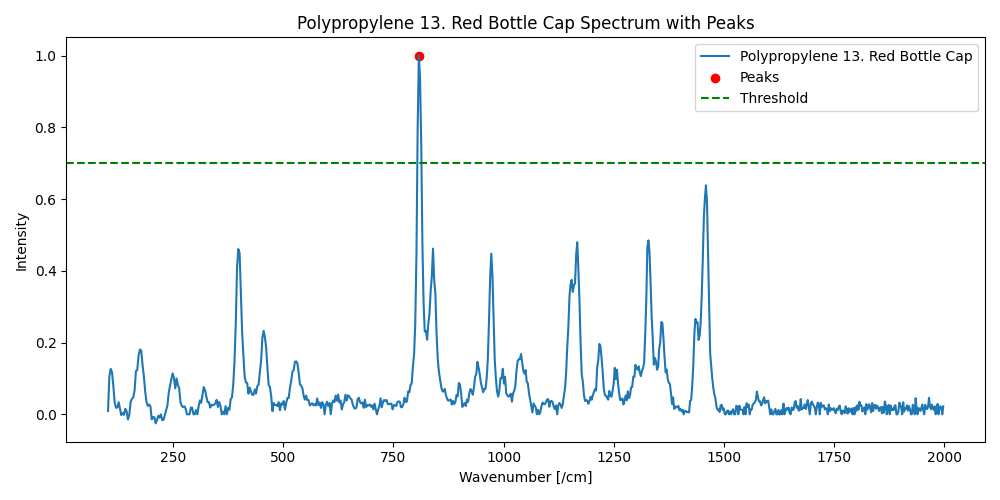 Polypropylene 13. Red Bottle Cap Spectrum with Peaks
Polypropylene 13. Red Bottle Cap
Peaks
Threshold
Intensity
1.0
0.8
0.6
0.4
0.2
0.0
250 500 750 1000 1250 1500 1750 2000
Wavenumber [/cm]